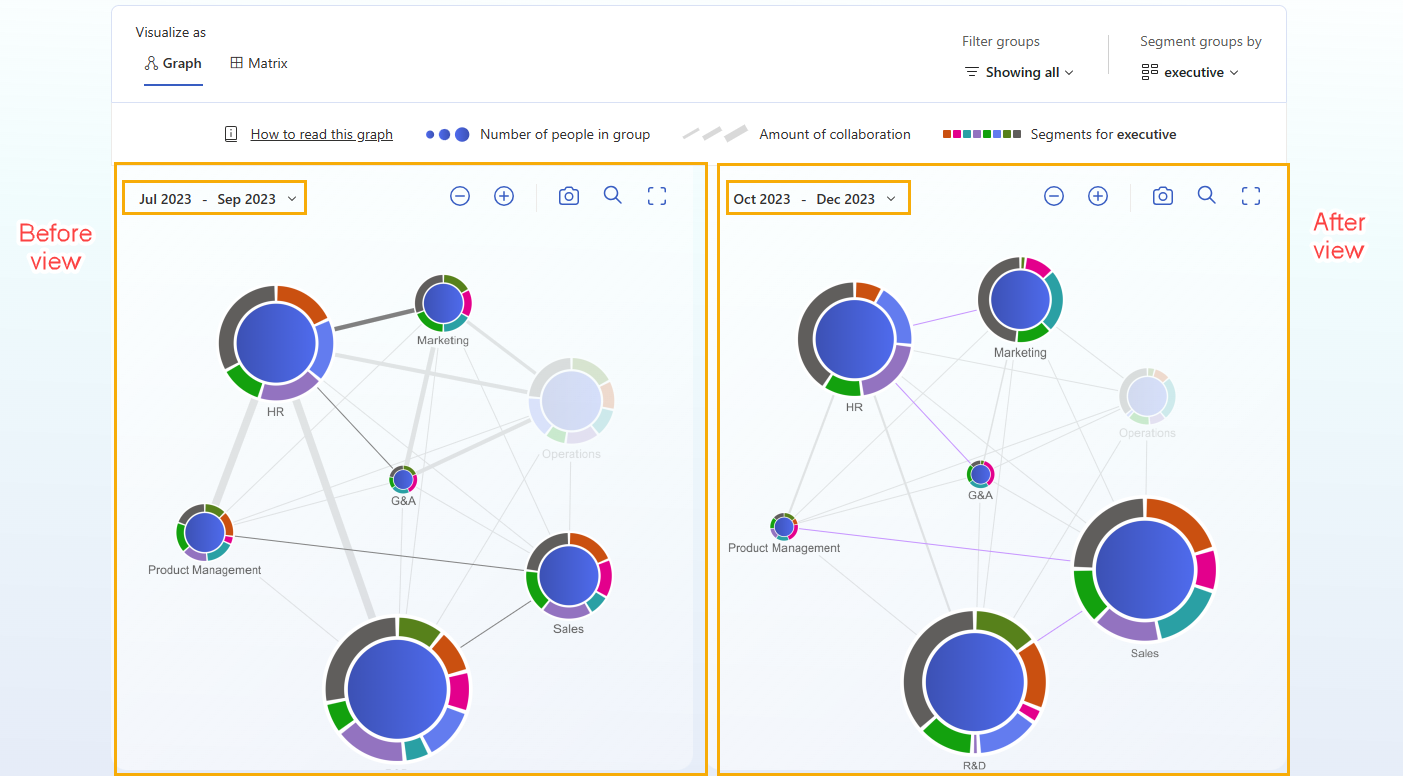 Visualize as
Graph
Matrix
Filter groups
Showing all
Segment groups by
executive
How to read this graph
Number of people in group
Amount of collaboration
Segments for executive
Before
view
Jul 2023 - Sep 2023
HR
Marketing
Operations
G&A
Product Management
Sales
Oct 2023 - Dec 2023
HR
Marketing
Operations
G&A
Product Management
Sales
R&D
After
view